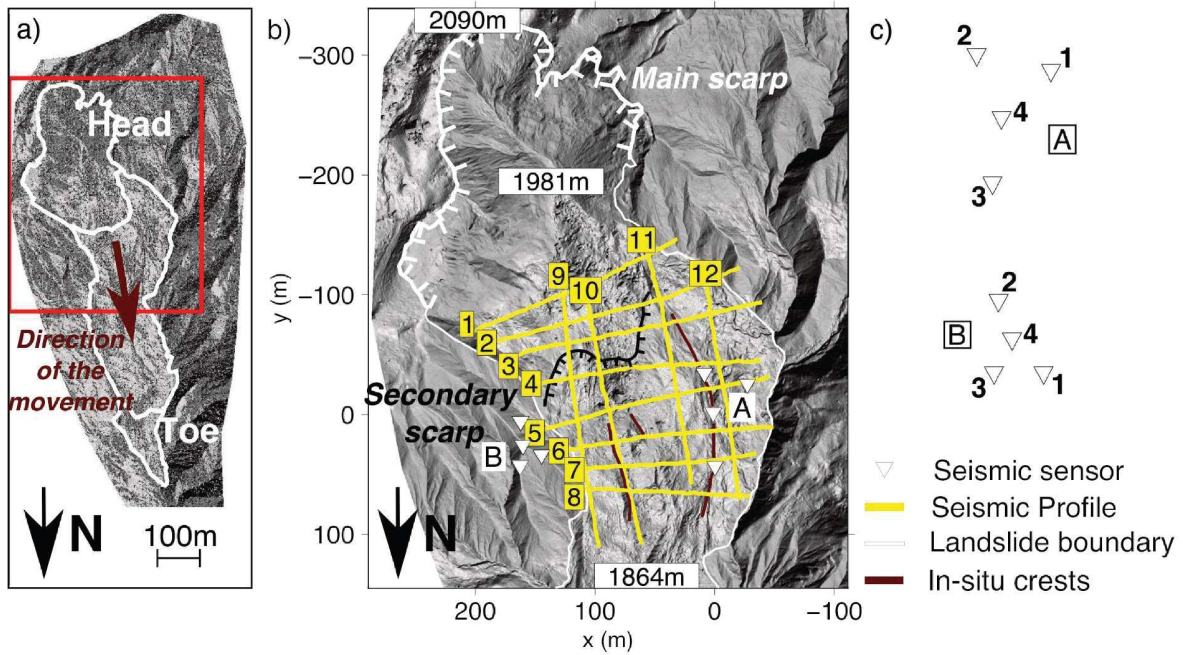 a)
Head
Direction
of the
movement
Toe
N
100m
b)
2090m
Main scarp
1981m
11
9
10
12
1
2
3
4
Secondary
scarp
5
A
B
6
7
8
N
1864m
-300
-200
-100
0
100
y (m)
200
100
0
-100
x (m)
c)
2
1
4
A
3
2
B
4
3
1
Seismic sensor
Seismic Profile
Landslide boundary
In-situ crests